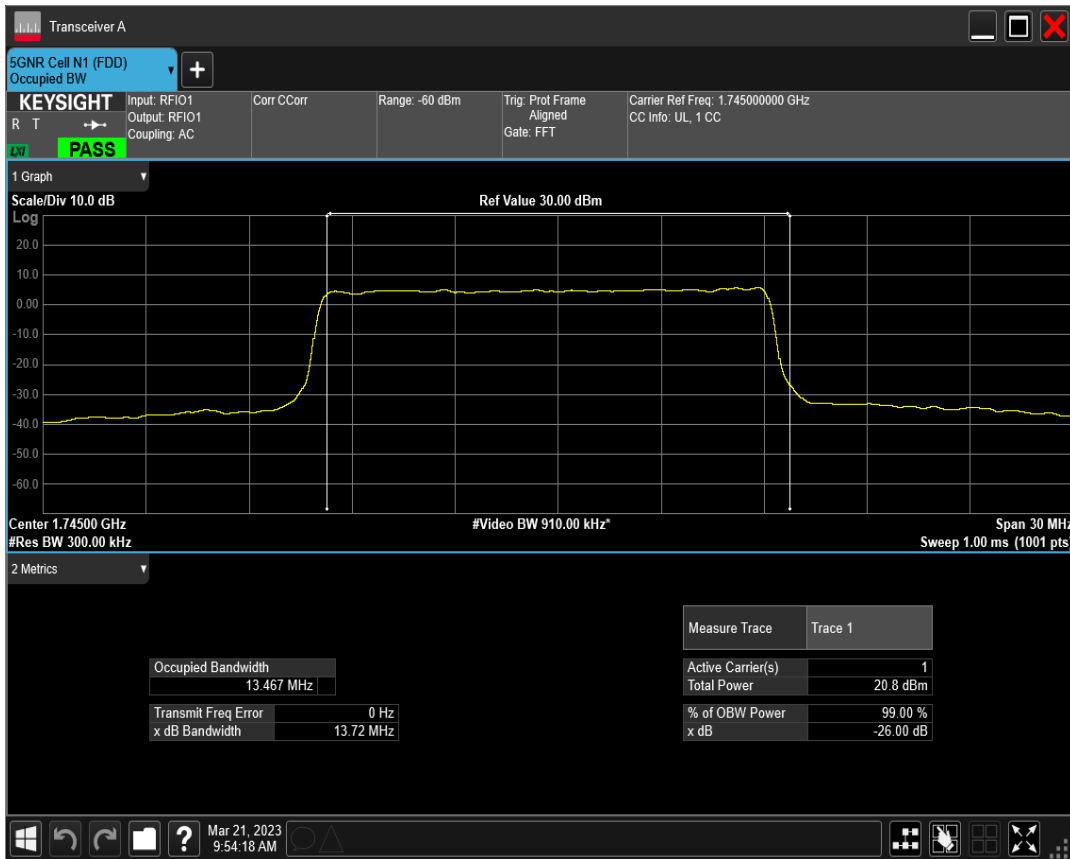 Transceiver A
5GNR Cell N1 (FDD)
Occupied BW
+
KEYSIGHT
R T
LXI
PASS
Input: RFIO1
Output: RFIO1
Coupling: AC
Corr CCorr
Range: -60 dBm
Trig: Prot Frame
Aligned
Gate: FFT
Carrier Ref Freq: 1.745000000 GHz
CC Info: UL, 1 CC
1 Graph
Scale/Div 10.0 dB
Ref Value 30.00 dBm
Log
20.0
10.0
0.00
-10.0
-20.0
-30.0
-40.0
-50.0
-60.0
Center 1.74500 GHz
#Video BW 910.00 kHz*
Span 30 MHz
#Res BW 300.00 kHz
Sweep 1.00 ms (1001 pts)
2 Metrics
Measure Trace Trace 1
Occupied Bandwidth
13.467 MHz
Transmit Freq Error 0 Hz
x dB Bandwidth 13.72 MHz
Active Carrier(s) 1
Total Power 20.8 dBm
% of OBW Power 99.00 %
x dB -26.00 dB
?
Mar 21, 2023
9:54:18 AM